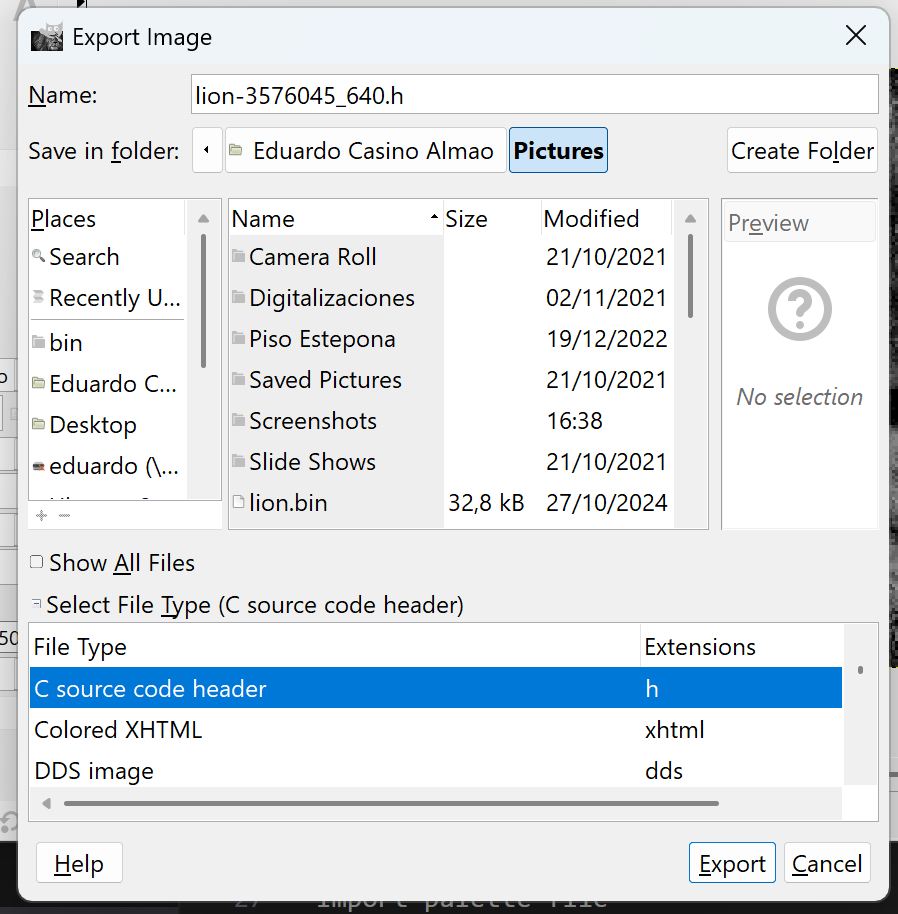 Export Image
Name: lion-3576045_640.h
Save in folder: Eduardo Casino Almao Pictures Create Folder
Places
Search
Recently U...
bin
Eduardo C...
Desktop
eduardo (\...
Name Size Modified
Camera Roll 21/10/2021
Digitalizaciones 02/11/2021
Piso Estepona 19/12/2022
Saved Pictures 21/10/2021
Screenshots 16:38
Slide Shows 21/10/2021
lion.bin 32,8 kB 27/10/2024
Preview
No selection
Show All Files
Select File Type (C source code header)
File Type Extensions
C source code header h
Colored XHTML xhtml
DDS image dds
Help Export Cancel